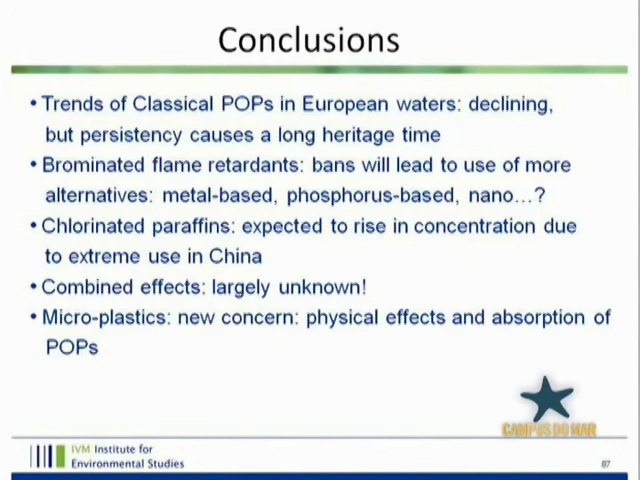 Conclusions
• Trends of Classical POPs in European waters: declining,
but persistency causes a long heritage time
• Brominated flame retardants: bans will lead to use of more
alternatives: metal-based, phosphorus-based, nano...?
• Chlorinated paraffins: expected to rise in concentration due
to extreme use in China
• Combined effects: largely unknown!
• Micro-plastics: new concern: physical effects and absorption of
POPs
CAMPUS DO MAR
IVM Institute for
Environmental Studies
87